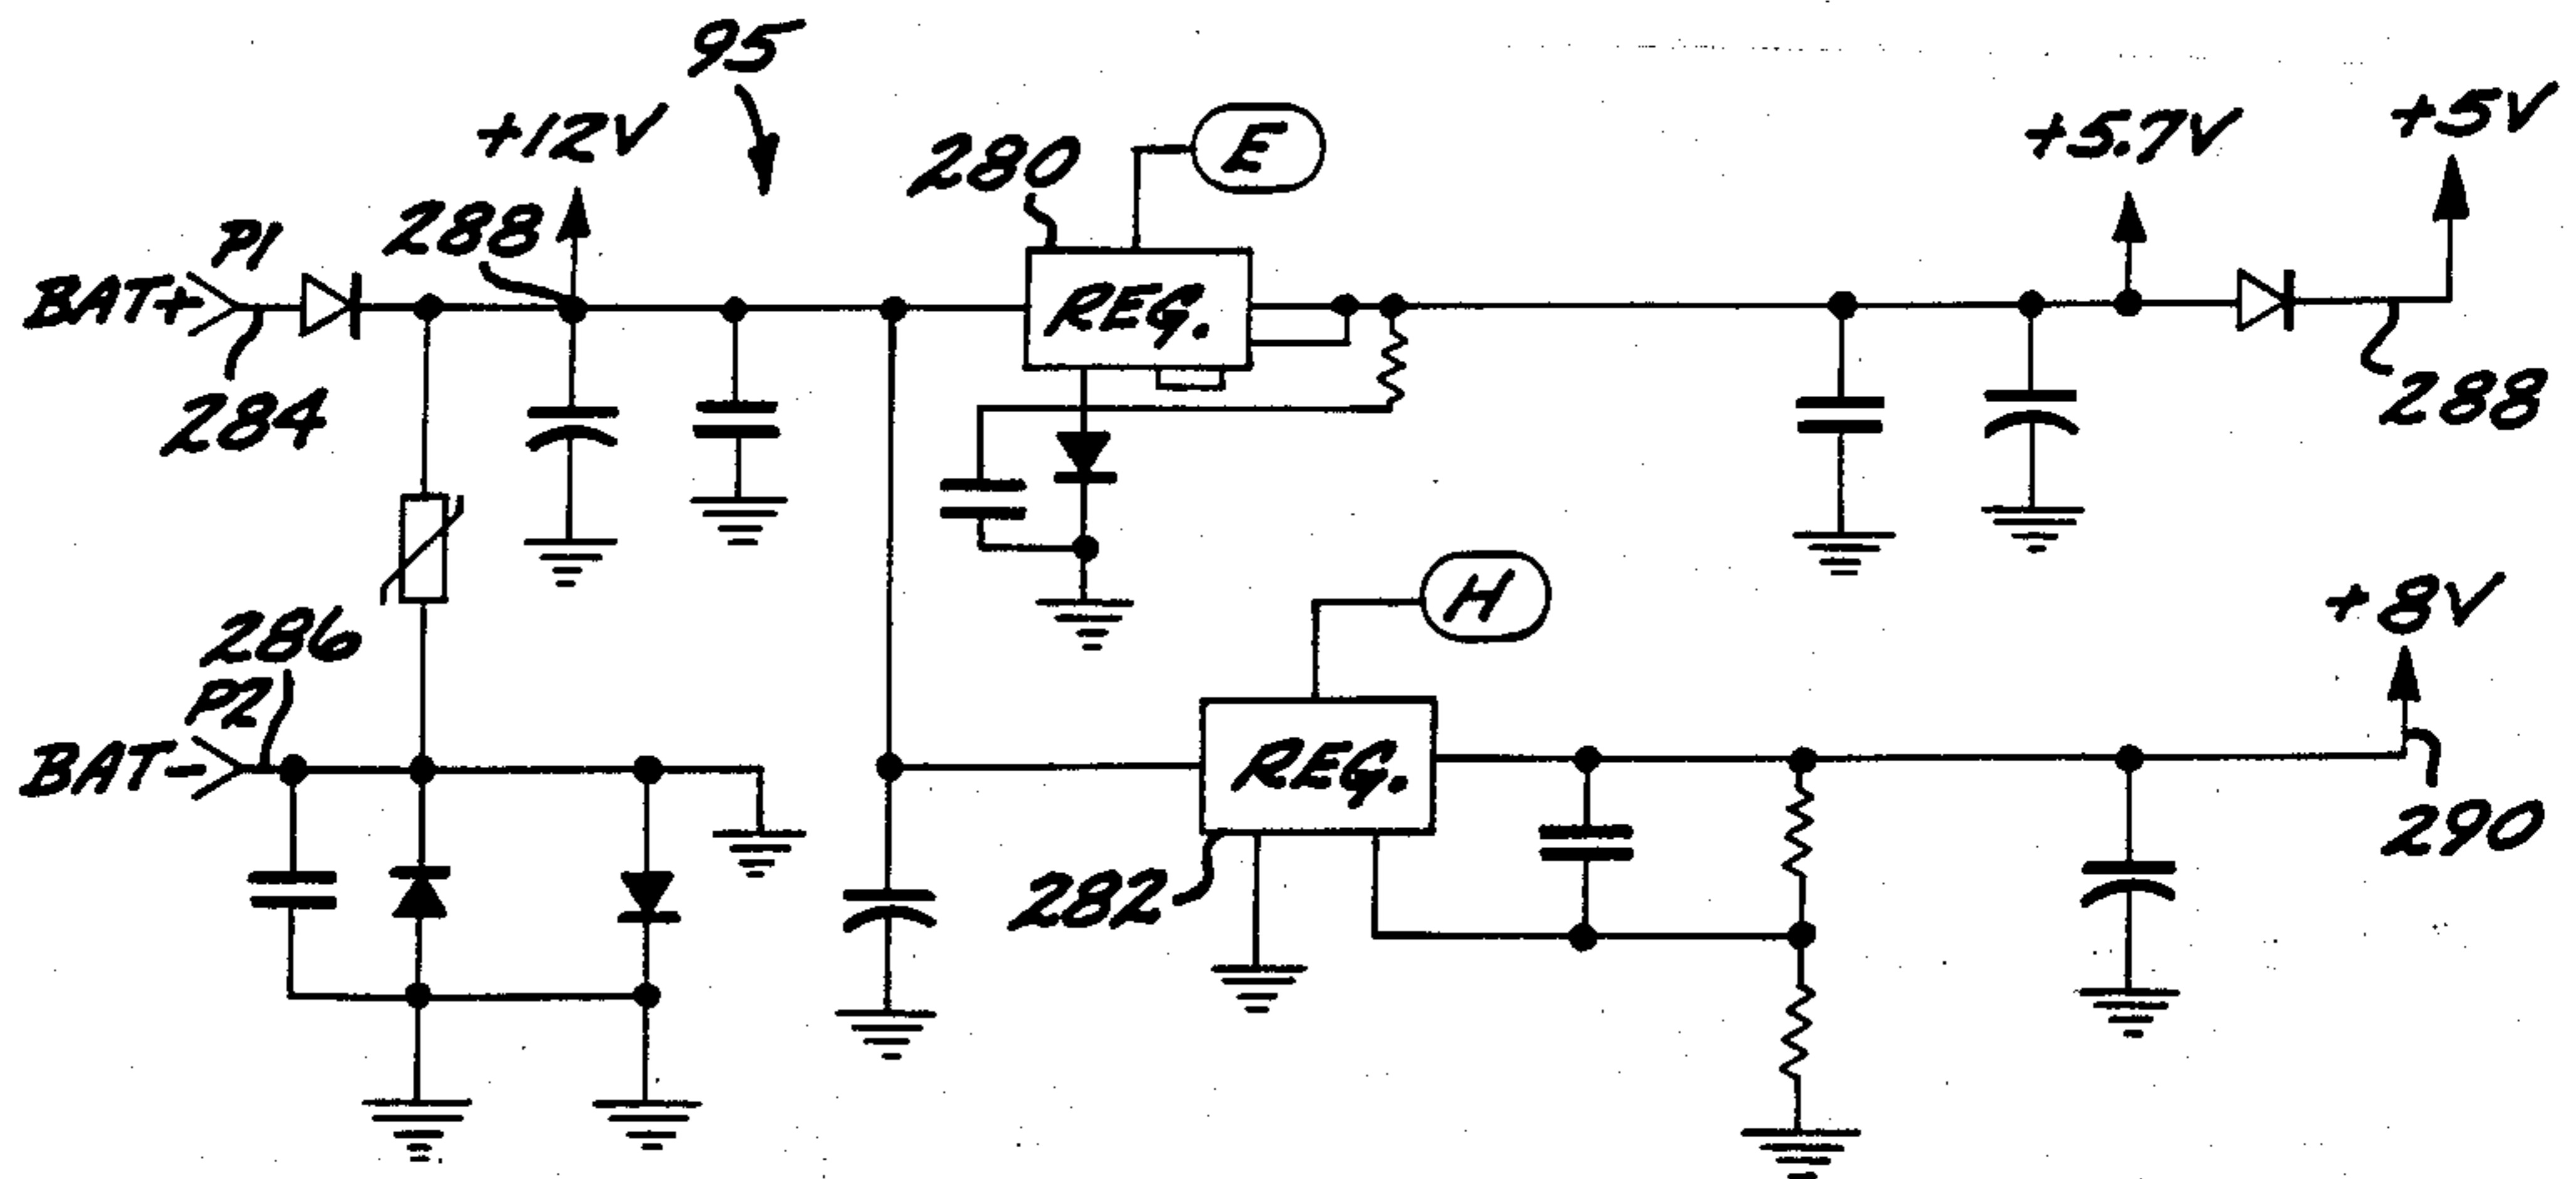 95
+12V
280
E
+5.7V
+5V
P1
288
BAT+
REG.
284
288
286
P2
H
+8V
BAT-
REG.
282
290